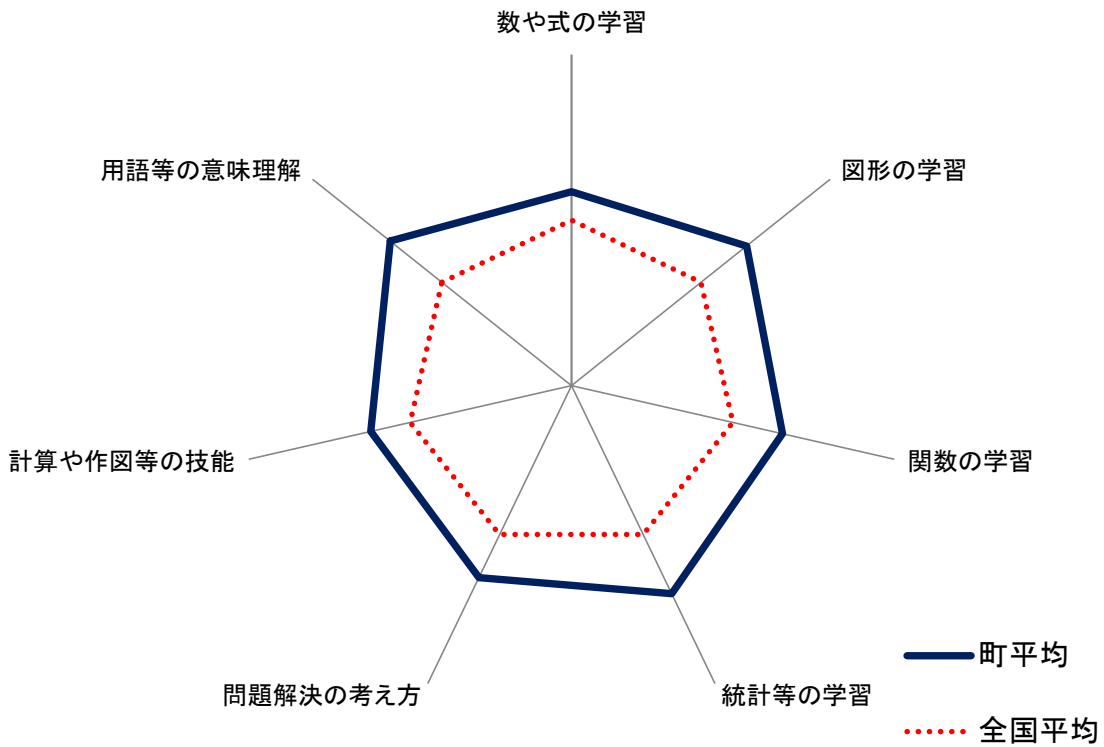 数や式の学習
用語等の意味理解
図形の学習
計算や作図等の技能
関数の学習
問題解決の考え方
統計等の学習
町平均
全国平均